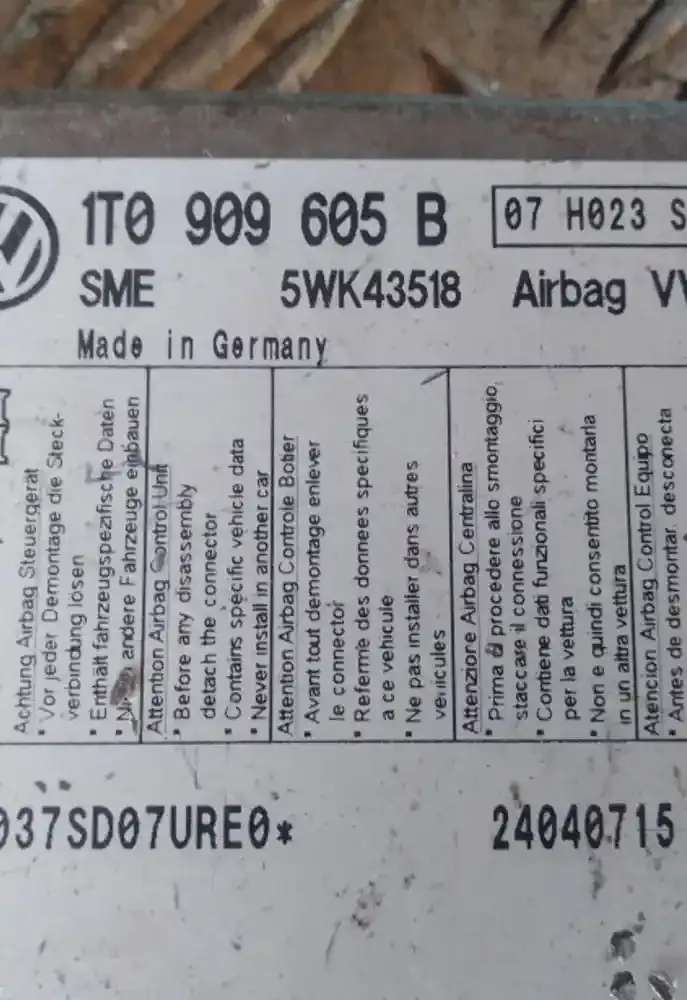 1T0 909 605 B
07 H023 S
SME 5WK43518 Airbag VW
Made in Germany
Achtung Airbag Steuergerät
• Vor jeder Demontage die Steck-
verbindung lösen
• Enthält fahrzeugspezifische Daten
• andere Fahrzeuge einbauen
Attention Airbag Control Unit
• Before any disassembly
detach the connector
• Contains specific vehicle data
• Never install in another car
Attention Airbag Controle Boîier
• Avant tout demontage enlever
le connector
• Referme des donnees specifiques
a ce vehicule
• Ne pas installer dans autres
vehicules
Attenzione Airbag Centralina
• Prima di procedere allo smontaggio,
staccare il connessione
• Contiene dati funzionali specifici
per la vettura
• Non e quindi consentito montarla
in un altra vettura
Atencion Airbag Control Equipo
• Antes de desmontar, desconecta
037SD07URE0*
24040715